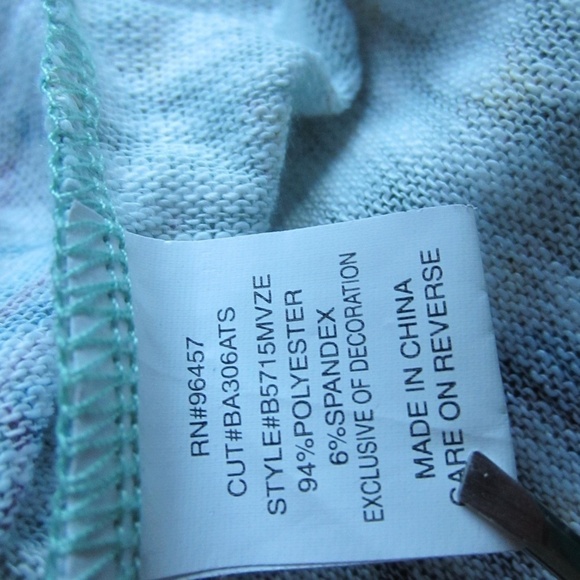 RN#96457
CUT#BA306ATS
STYLE#B5715MVZE
94%POLYESTER
6%SPANDEX
EXCLUSIVE OF DECORATION
MADE IN CHINA
CARE ON REVERSE